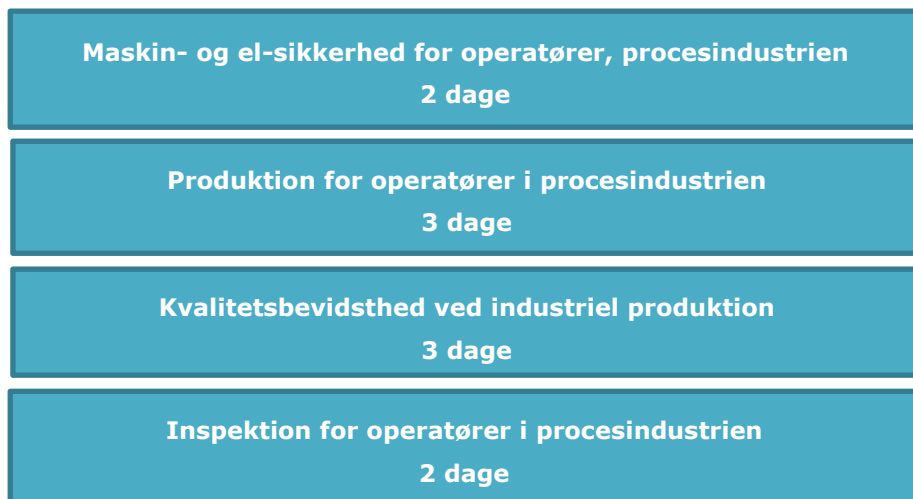 Maskin- og el-sikkerhed for operatører, procesindustrien
2 dage
Produktion for operatører i procesindustrien
3 dage
Kvalitetsbevidsthed ved industriel produktion
3 dage
Inspektion for operatører i procesindustrien
2 dage